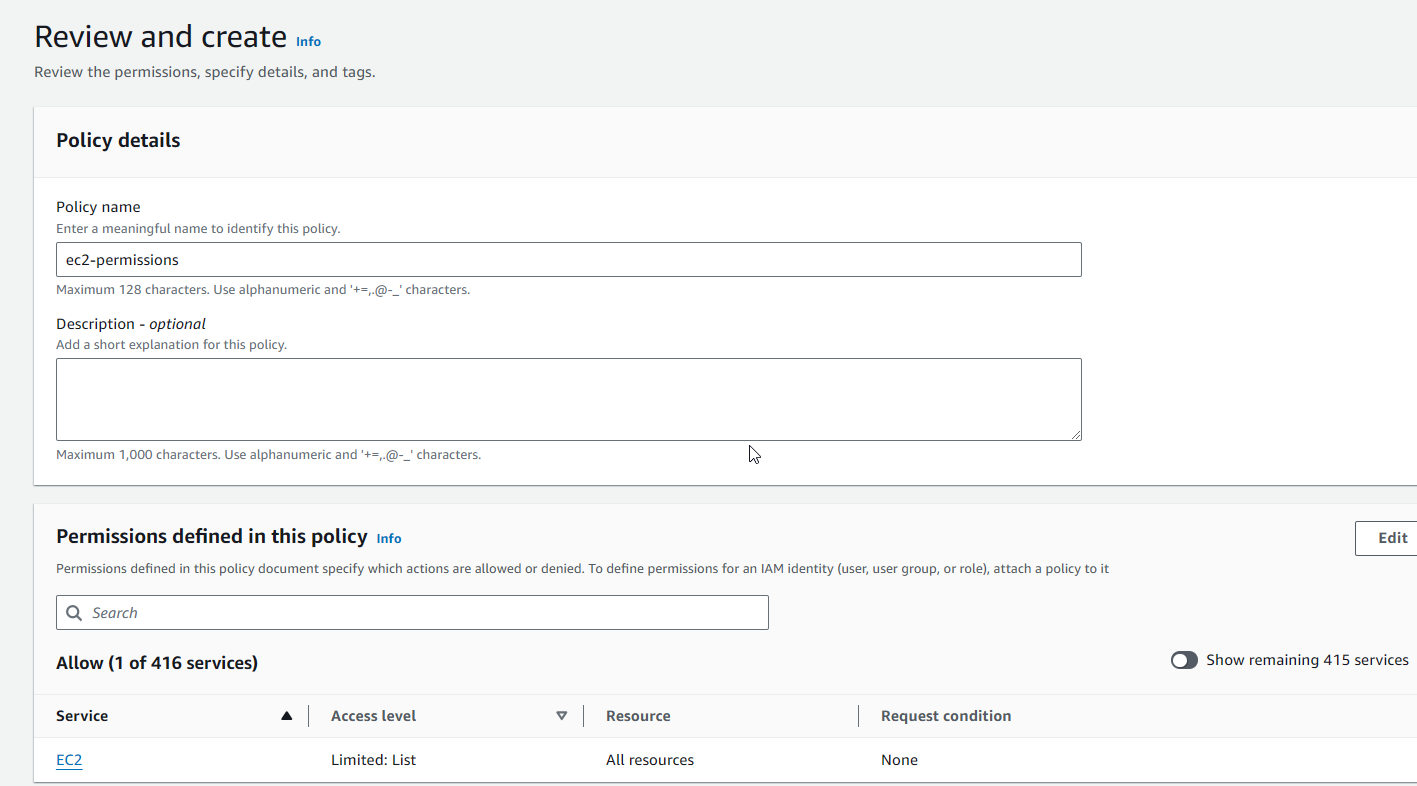 Review and create Info
Review the permissions, specify details, and tags.
Policy details
Policy name
Enter a meaningful name to identify this policy.
ec2-permissions
Maximum 128 characters. Use alphanumeric and '+=,.@-_' characters.
Description - optional
Add a short explanation for this policy.
Maximum 1,000 characters. Use alphanumeric and '+=,.@-_' characters.
Permissions defined in this policy Info
Edit
Permissions defined in this policy document specify which actions are allowed or denied. To define permissions for an IAM identity (user, user group, or role), attach a policy to it
Search
Allow (1 of 416 services)
Show remaining 415 services
Service Access level Resource Request condition
EC2 Limited: List All resources None